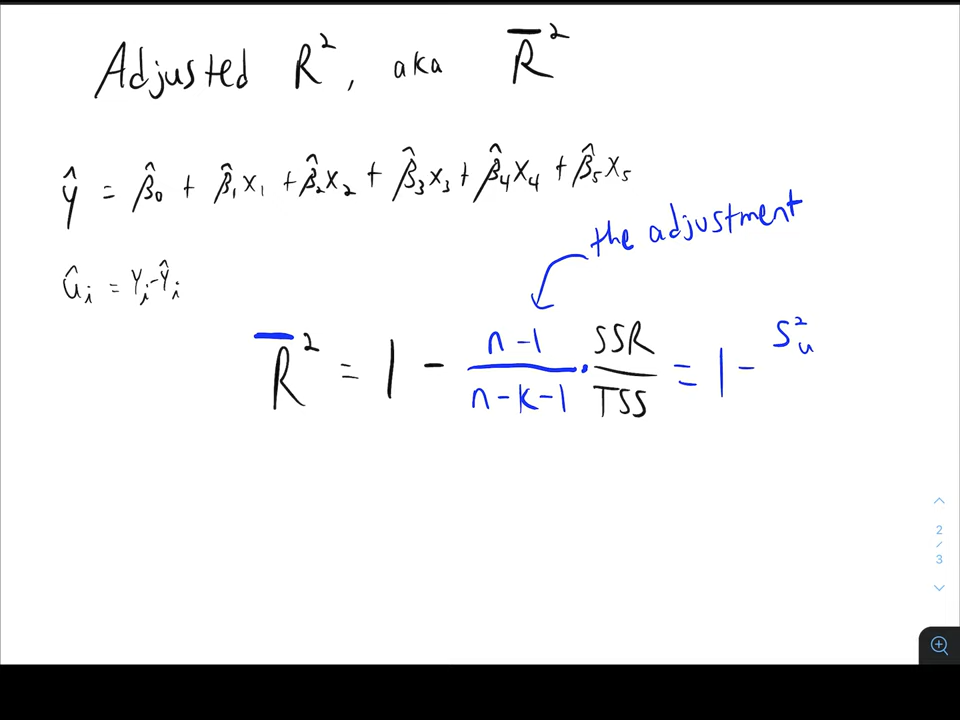 Adjusted R², aka R̅²
ŷ = β̂₀ + β̂₁x₁ + β̂₂x₂ + β̂₃x₃ + β̂₄x₄ + β̂₅x₅
the adjustment
ûᵢ = Yᵢ - Ŷᵢ
R̅² = 1 - (n-1)/(n-k-1) · SSR/TSS = 1 - s²ᵤ
2
/
3